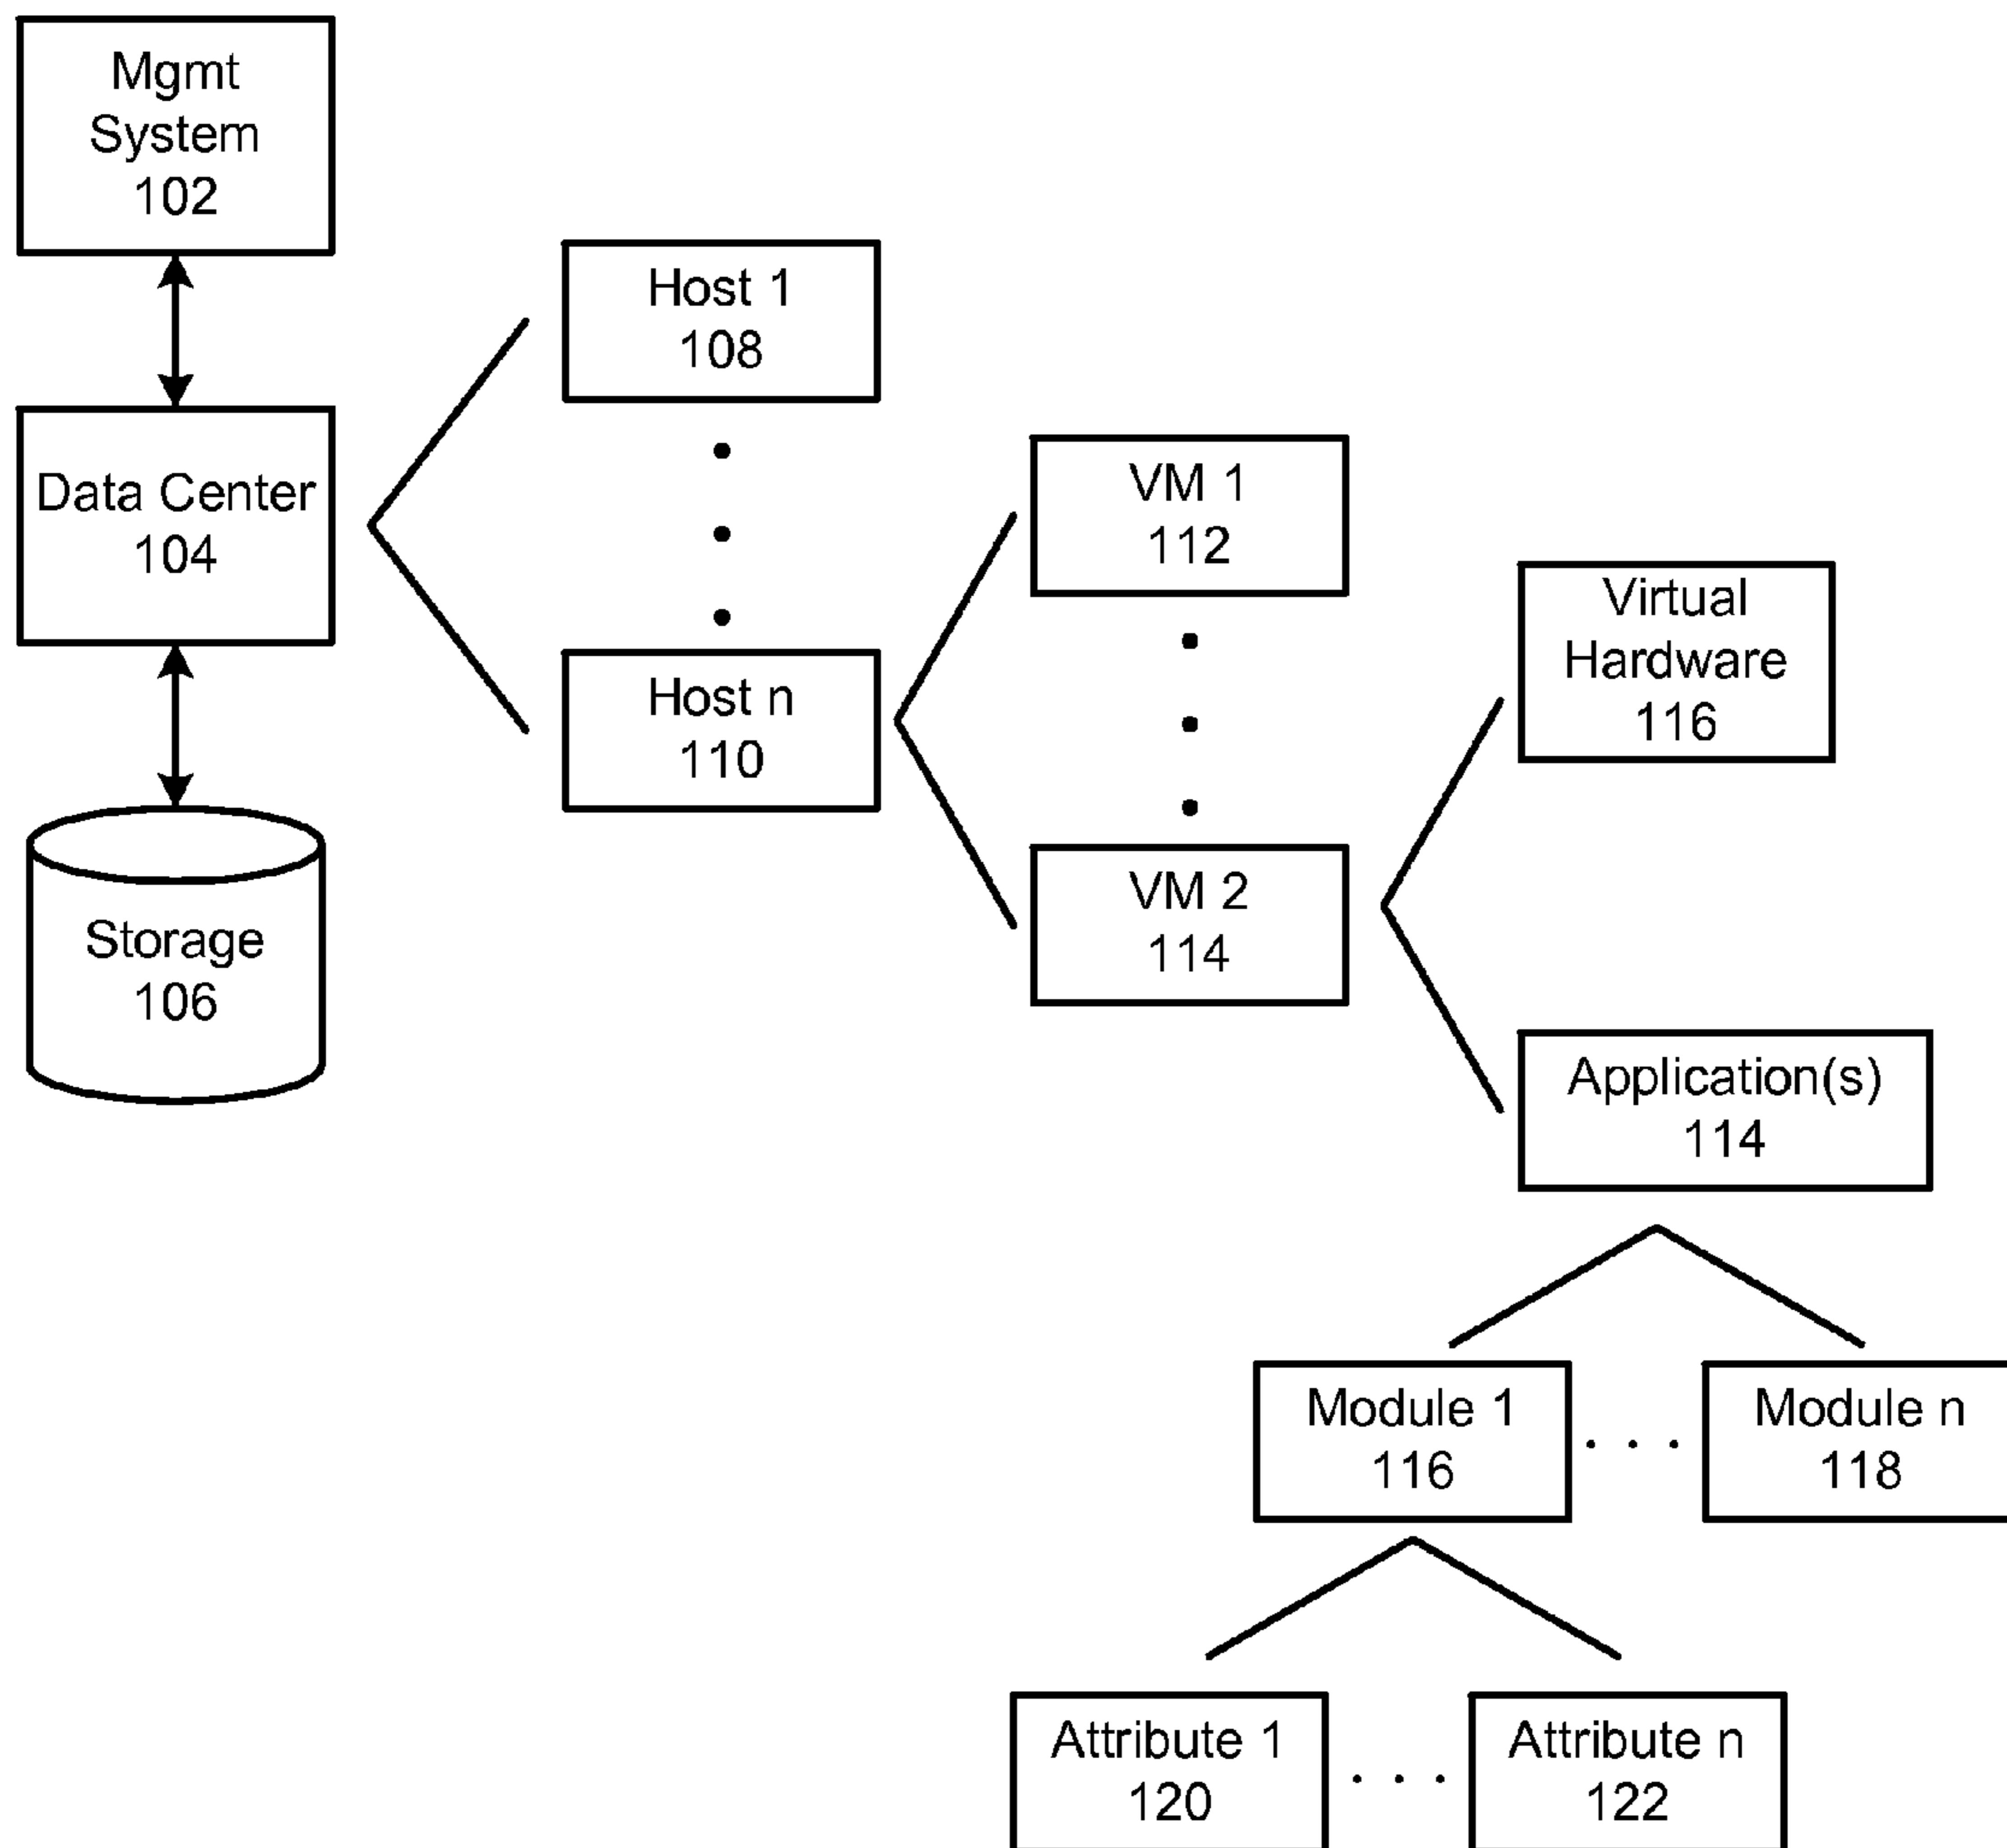 Mgmt
System
102
Data Center
104
Storage
106
Host 1
108
Host n
110
VM 1
112
VM 2
114
Virtual
Hardware
116
Application(s)
114
Module 1
116
Module n
118
Attribute 1
120
Attribute n
122